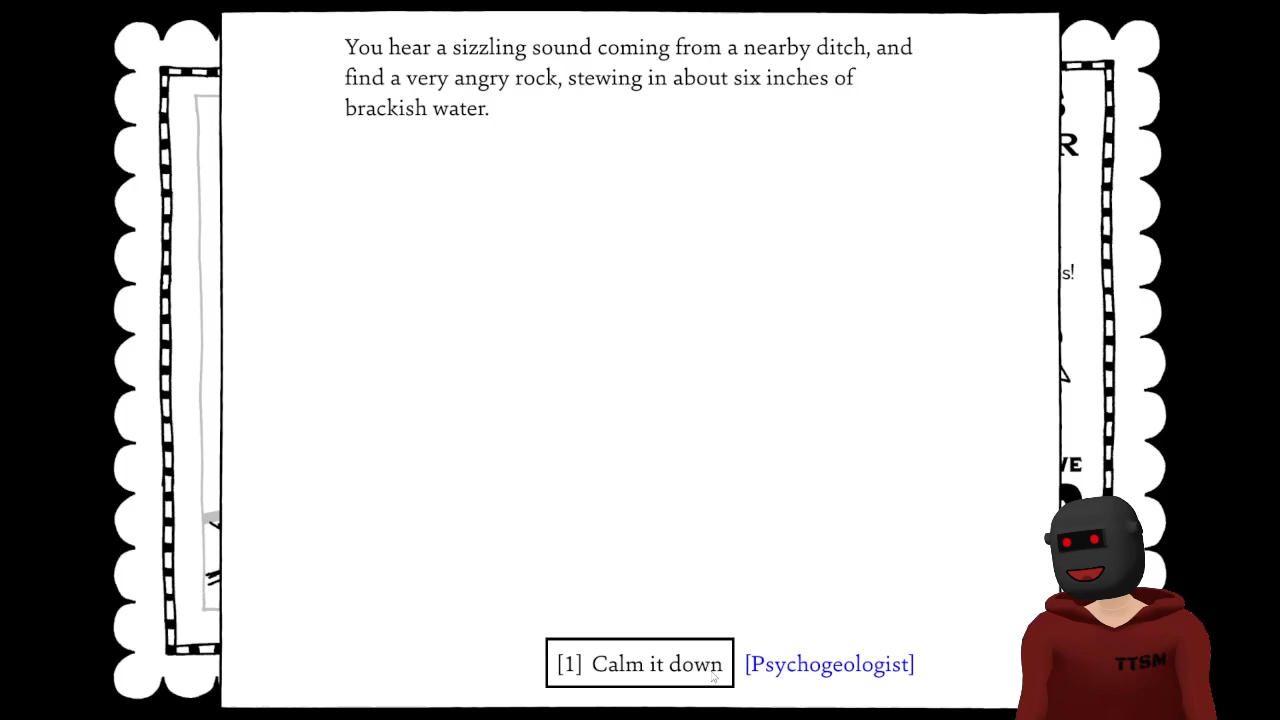 You hear a sizzling sound coming from a nearby ditch, and
find a very angry rock, stewing in about six inches of
brackish water.
R
s!
VE
[1] Calm it down [Psychogeologist]
TTSM